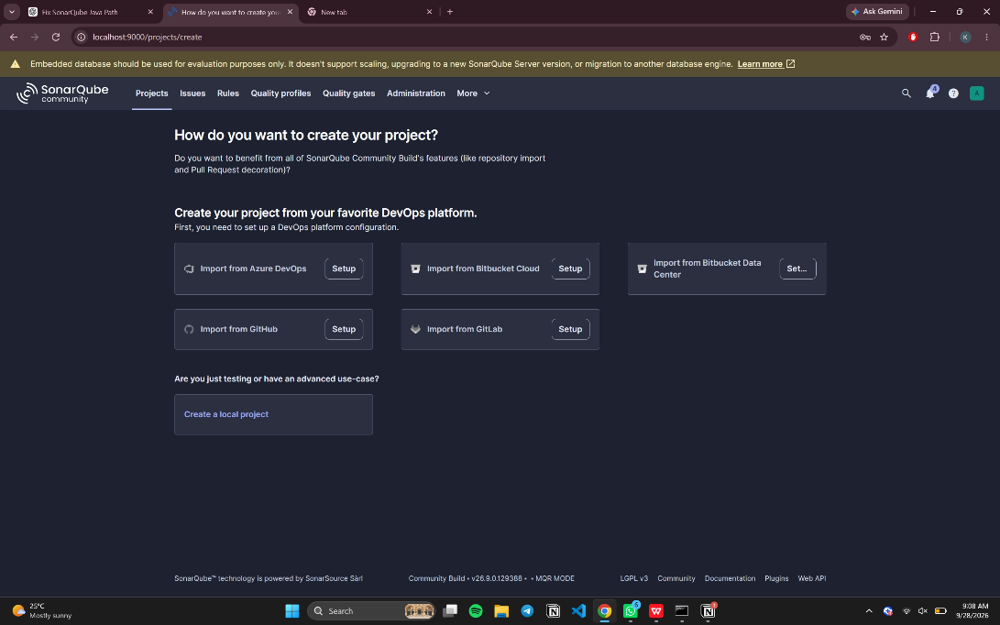 Fix SonarQube Java Path
How do you want to create your
New tab
Ask Gemini
localhost:9000/projects/create
K
Embedded database should be used for evaluation purposes only. It doesn't support scaling, upgrading to a new SonarQube Server version, or migration to another database engine. Learn more
SonarQube community
Projects
Issues
Rules
Quality profiles
Quality gates
Administration
More
4
A
How do you want to create your project?
Do you want to benefit from all of SonarQube Community Build's features (like repository import
and Pull Request decoration)?
Create your project from your favorite DevOps platform.
First, you need to set up a DevOps platform configuration.
Import from Azure DevOps
Setup
Import from Bitbucket Cloud
Setup
Import from Bitbucket Data
Center
Set...
Import from GitHub
Setup
Import from GitLab
Setup
Are you just testing or have an advanced use-case?
Create a local project
SonarQube™ technology is powered by SonarSource Sàrl
Community Build • v26.9.0.129388 • • MQR MODE
LGPL v3
Community
Documentation
Plugins
Web API
25°C
Mostly sunny
Search
5
9:08 AM
9/28/2026